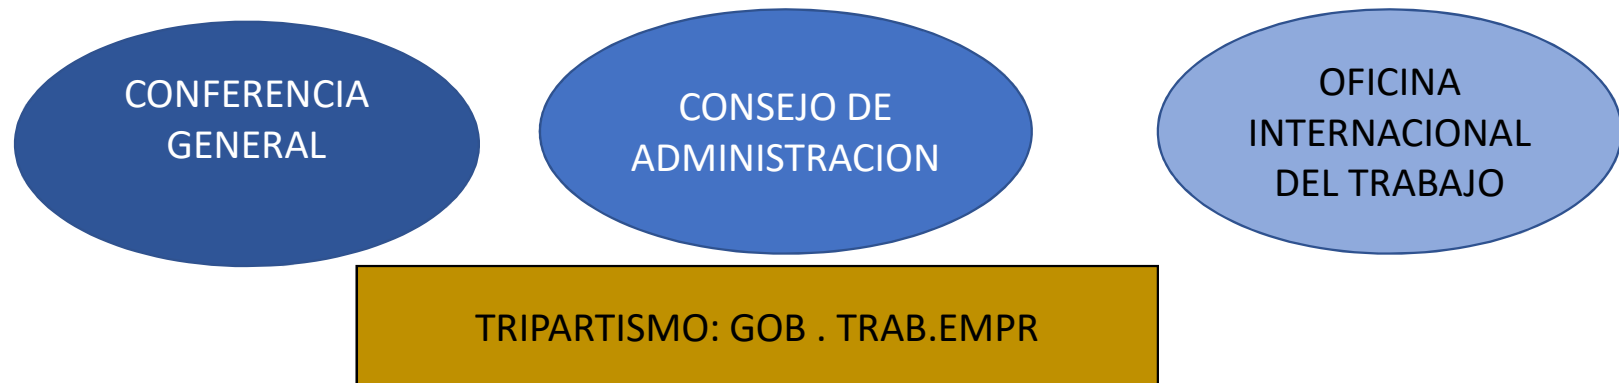 CONFERENCIA
GENERAL
CONSEJO DE
ADMINISTRACION
OFICINA
INTERNACIONAL
DEL TRABAJO
TRIPARTISMO: GOB . TRAB.EMPR